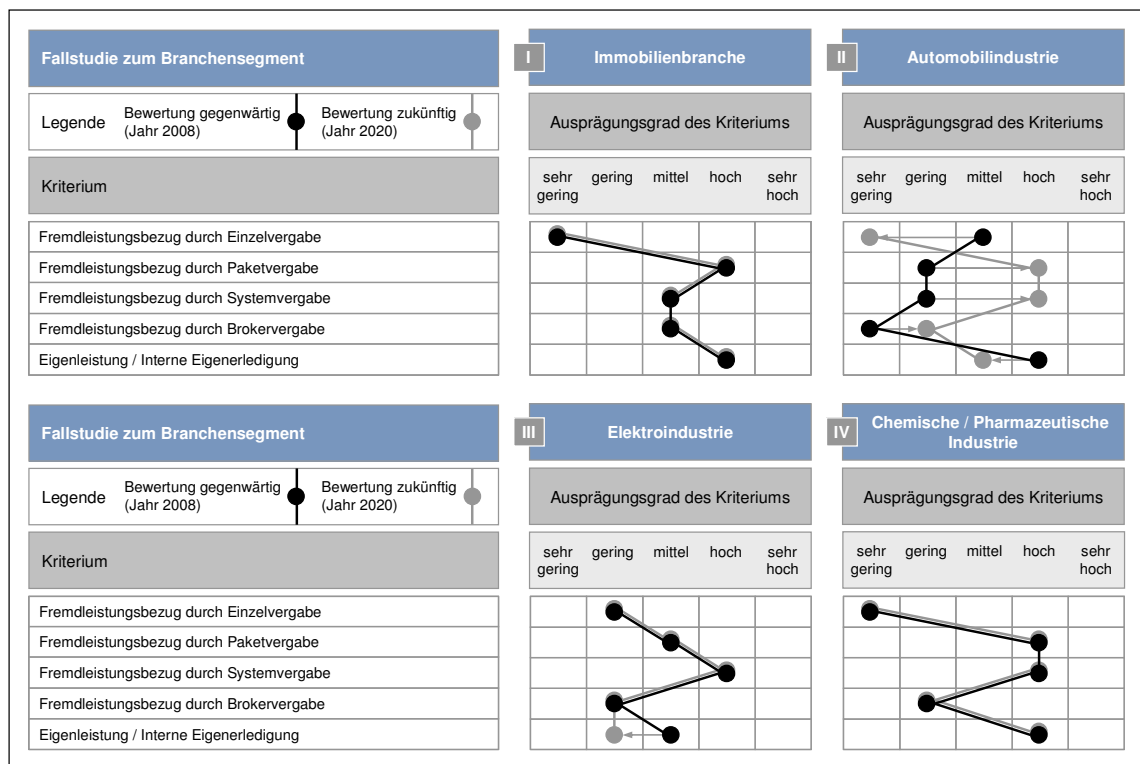 Fallstudie zum Branchensegment
I
Immobilienbranche
II
Automobilindustrie
Legende
Bewertung gegenwärtig
(Jahr 2008)
Bewertung zukünftig
(Jahr 2020)
Ausprägungsgrad des Kriteriums
Ausprägungsgrad des Kriteriums
Kriterium
sehr
gering
gering
mittel
hoch
sehr
hoch
sehr
gering
gering
mittel
hoch
sehr
hoch
Fremdleistungsbezug durch Einzelvergabe
Fremdleistungsbezug durch Paketvergabe
Fremdleistungsbezug durch Systemvergabe
Fremdleistungsbezug durch Brokervergabe
Eigenleistung / Interne Eigenerledigung
Fallstudie zum Branchensegment
III
Elektroindustrie
IV
Chemische / Pharmazeutische
Industrie
Legende
Bewertung gegenwärtig
(Jahr 2008)
Bewertung zukünftig
(Jahr 2020)
Ausprägungsgrad des Kriteriums
Ausprägungsgrad des Kriteriums
Kriterium
sehr
gering
gering
mittel
hoch
sehr
hoch
sehr
gering
gering
mittel
hoch
sehr
hoch
Fremdleistungsbezug durch Einzelvergabe
Fremdleistungsbezug durch Paketvergabe
Fremdleistungsbezug durch Systemvergabe
Fremdleistungsbezug durch Brokervergabe
Eigenleistung / Interne Eigenerledigung